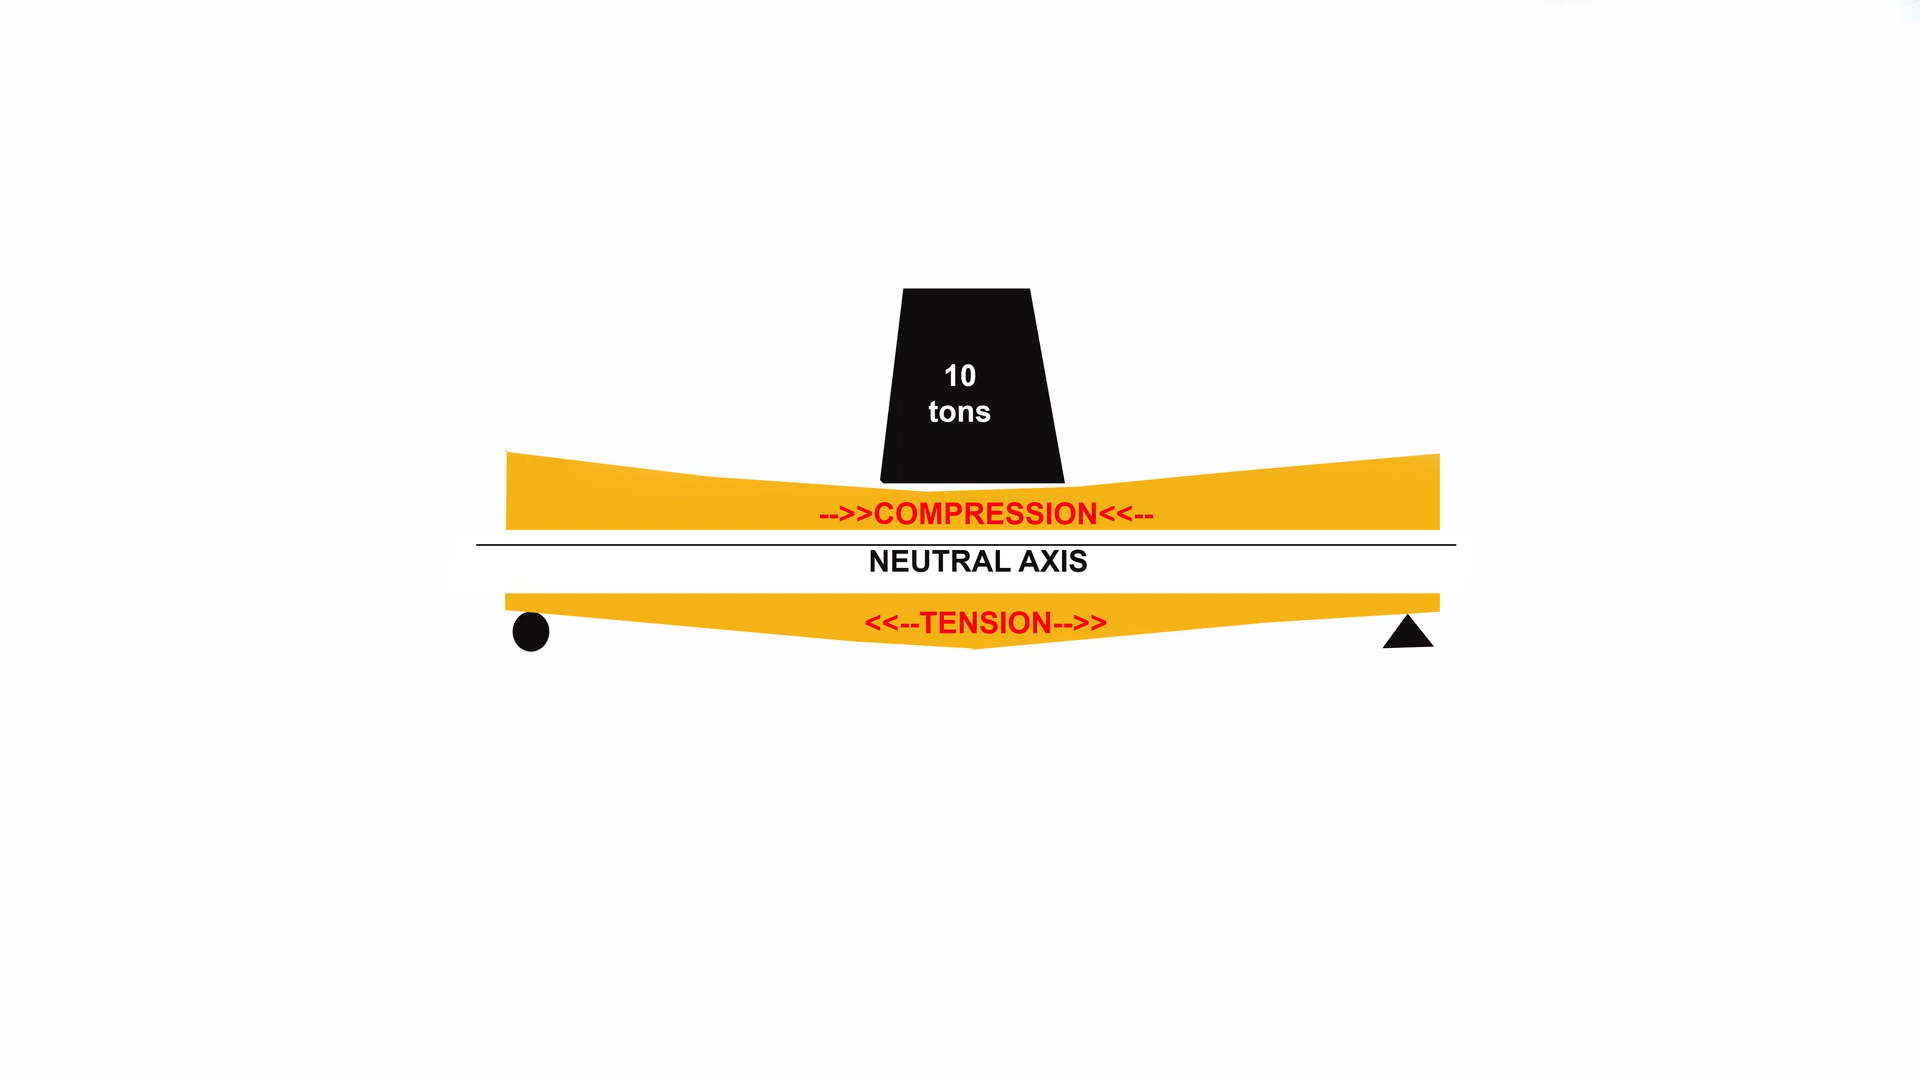 10
tons
-->>COMPRESSION<<--
NEUTRAL AXIS
<<--TENSION-->>